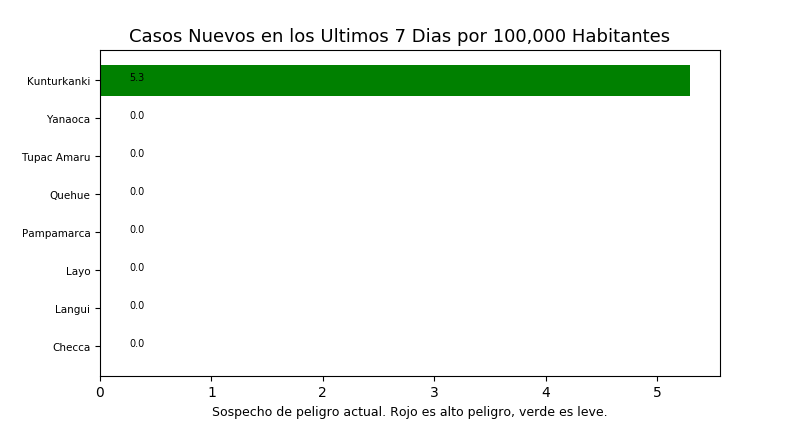 Casos Nuevos en los Ultimos 7 Dias por 100,000 Habitantes
Kunturkanki 5.3
Yanaoca 0.0
Tupac Amaru 0.0
Quehue 0.0
Pampamarca 0.0
Layo 0.0
Langui 0.0
Checca 0.0
0 1 2 3 4 5
Sospecho de peligro actual. Rojo es alto peligro, verde es leve.